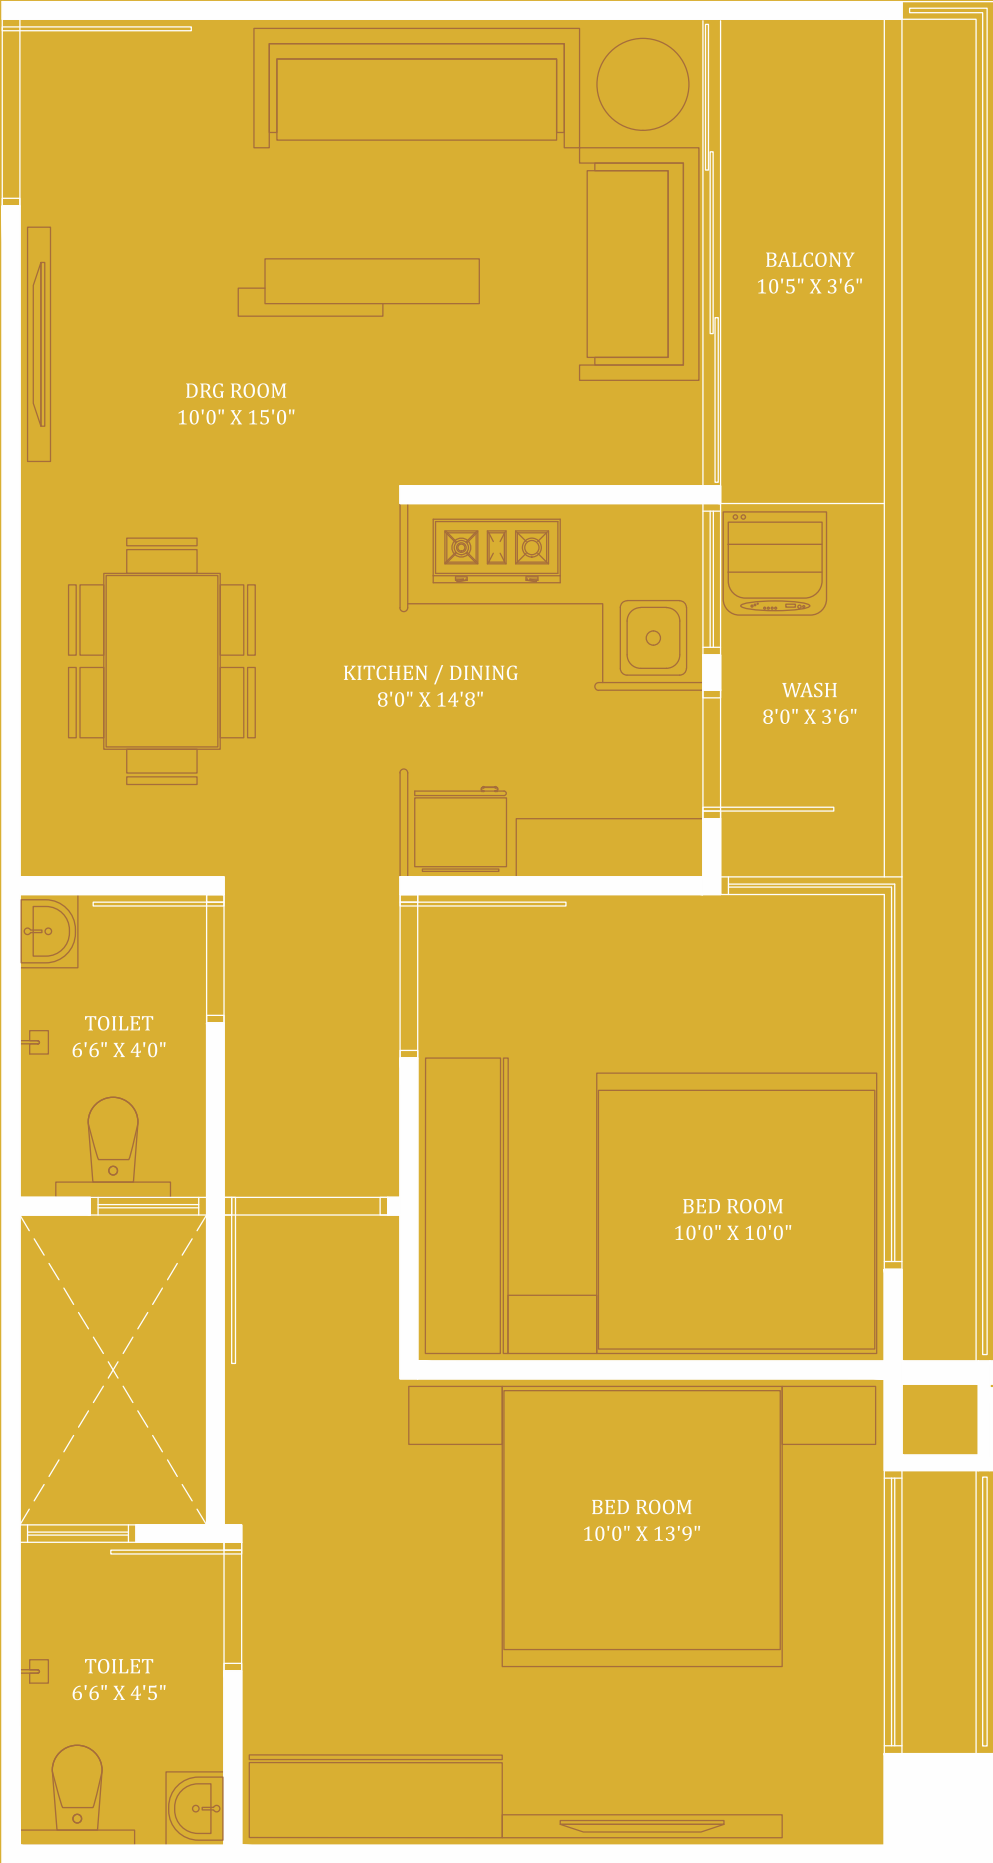 BALCONY
10'5" X 3'6"
DRG ROOM
10'0" X 15'0"
KITCHEN / DINING
8'0" X 14'8"
WASH
8'0" X 3'6"
TOILET
6'6" X 4'0"
BED ROOM
10'0" X 10'0"
BED ROOM
10'0" X 13'9"
TOILET
6'6" X 4'5"